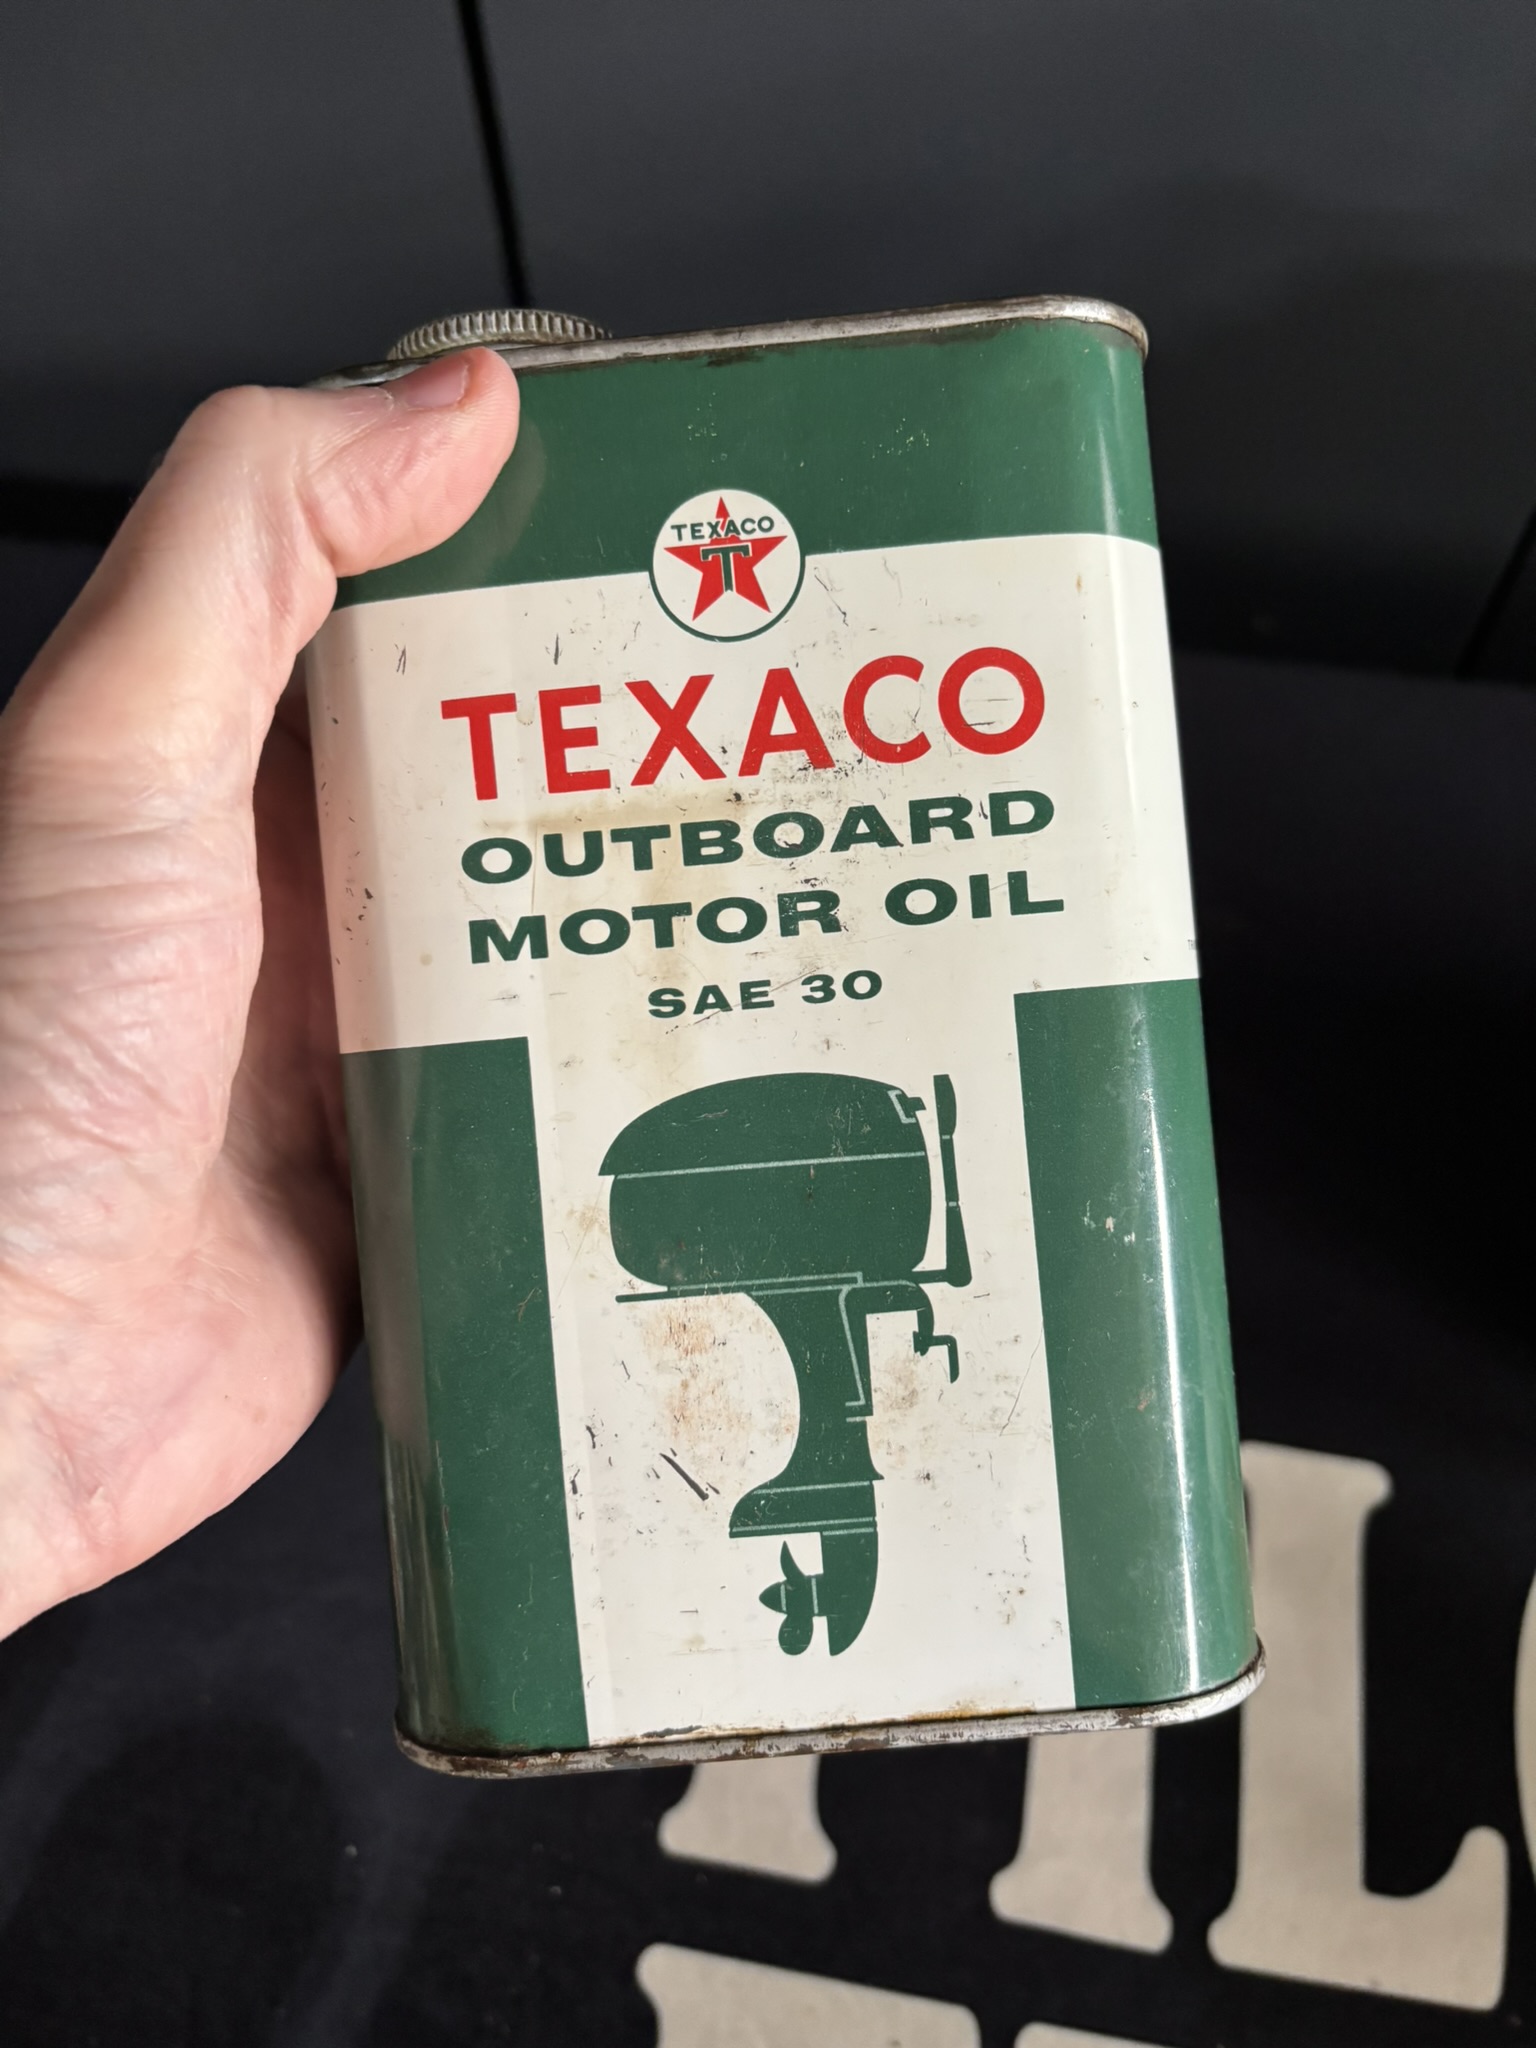 TEXACO
T
TEXACO
OUTBOARD
MOTOR OIL
SAE 30